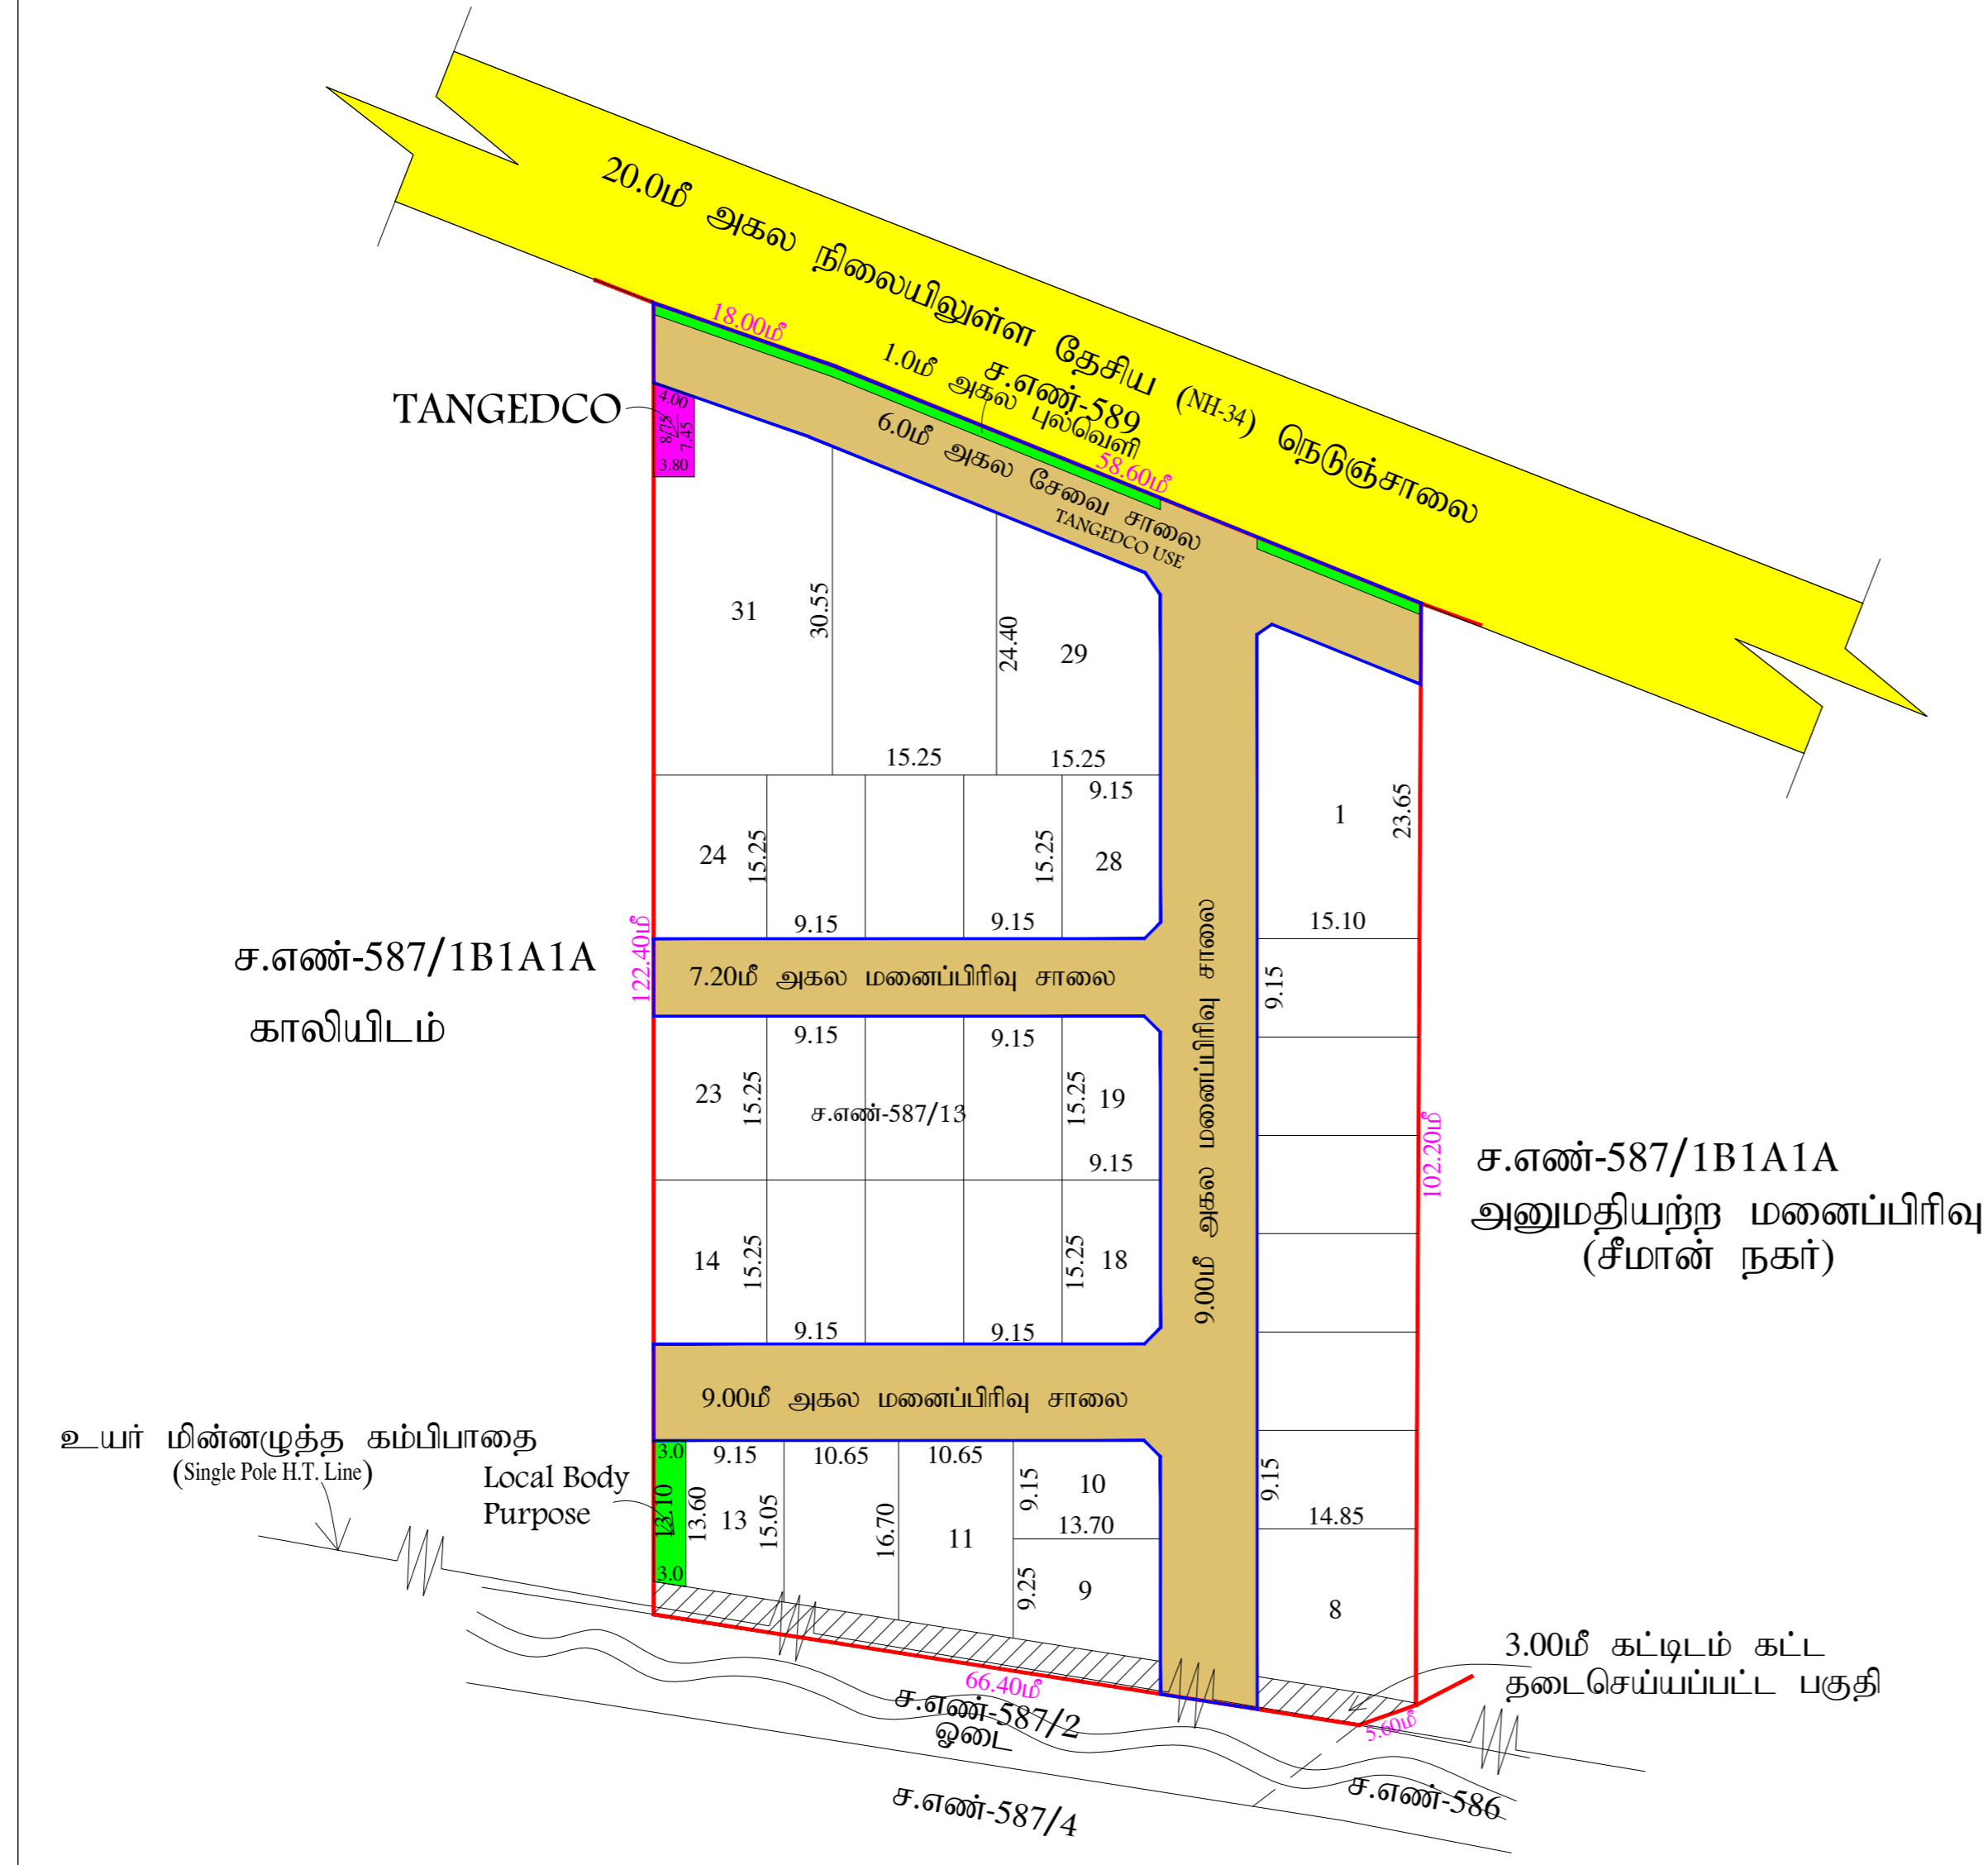 20.0மீ அகல நிலையிலுள்ள தேசிய (NH-34) நெடுஞ்சாலை
ச.எண்-589
18.00மீ
1.0மீ அகல புல்வெளி
58.60மீ
6.0மீ அகல சேவை சாலை
TANGEDCO USE
TANGEDCO
4.00
8.75
7.45
3.80
31
30.55
24.40
29
15.25
15.25
9.15
1
23.65
24
15.25
15.25
28
9.15
9.15
15.10
ச.எண்-587/1B1A1A
காலியிடம்
122.40மீ
7.20மீ அகல மனைப்பிரிவு சாலை
9.00மீ அகல மனைப்பிரிவு சாலை
9.15
9.15
9.15
23
15.25
ச.எண்-587/13
15.25
19
9.15
102.20மீ
ச.எண்-587/1B1A1A
அனுமதியற்ற மனைப்பிரிவு
(சீமான் நகர்)
14
15.25
15.25
18
9.15
9.15
9.00மீ அகல மனைப்பிரிவு சாலை
உயர் மின்னழுத்த கம்பிபாதை
(Single Pole H.T. Line)
Local Body
Purpose
3.0
13.10
3.0
9.15
10.65
10.65
13.60
13
15.05
16.70
11
9.15
10
13.70
9.25
9
9.15
14.85
8
3.00மீ கட்டிடம் கட்ட
தடைசெய்யப்பட்ட பகுதி
66.40மீ
5.60மீ
ச.எண்-587/2
ஓடை
ச.எண்-586
ச.எண்-587/4